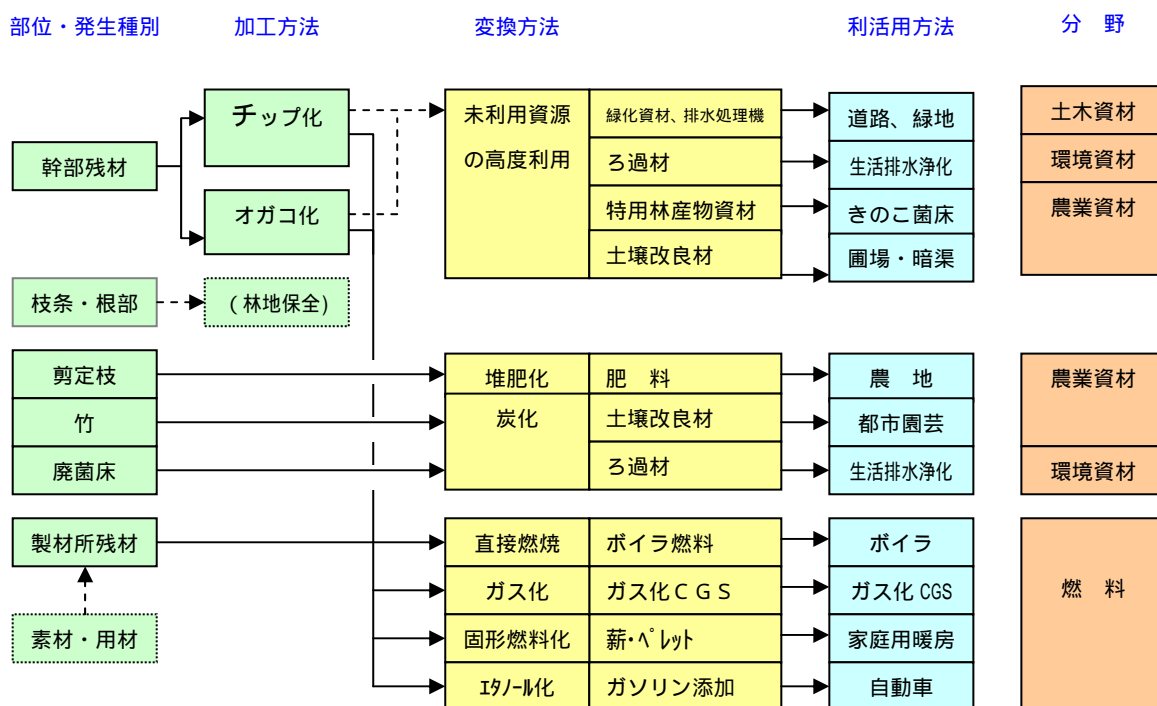 部位・発生種別 加工方法 変換方法 利活用方法 分 野
チップ化
オガコ化
幹部残材
枝条・根部
(林地保全)
未利用資源
の高度利用
緑化資材、排水処理機
ろ過材
特用林産物資材
土壌改良材
道路、緑地
生活排水浄化
きのこ菌床
圃場・暗渠
土木資材
環境資材
農業資材
剪定枝
竹
廃菌床
堆肥化
炭化
肥 料
土壌改良材
ろ過材
農 地
都市園芸
生活排水浄化
農業資材
環境資材
製材所残材
素材・用材
直接燃焼
ガス化
固形燃料化
ｴﾀﾉｰﾙ化
ボイラ燃料
ガス化ＣＧＳ
薪・ﾍﾟﾚｯﾄ
ガソリン添加
ボイラ
ガス化 CGS
家庭用暖房
自動車
燃 料